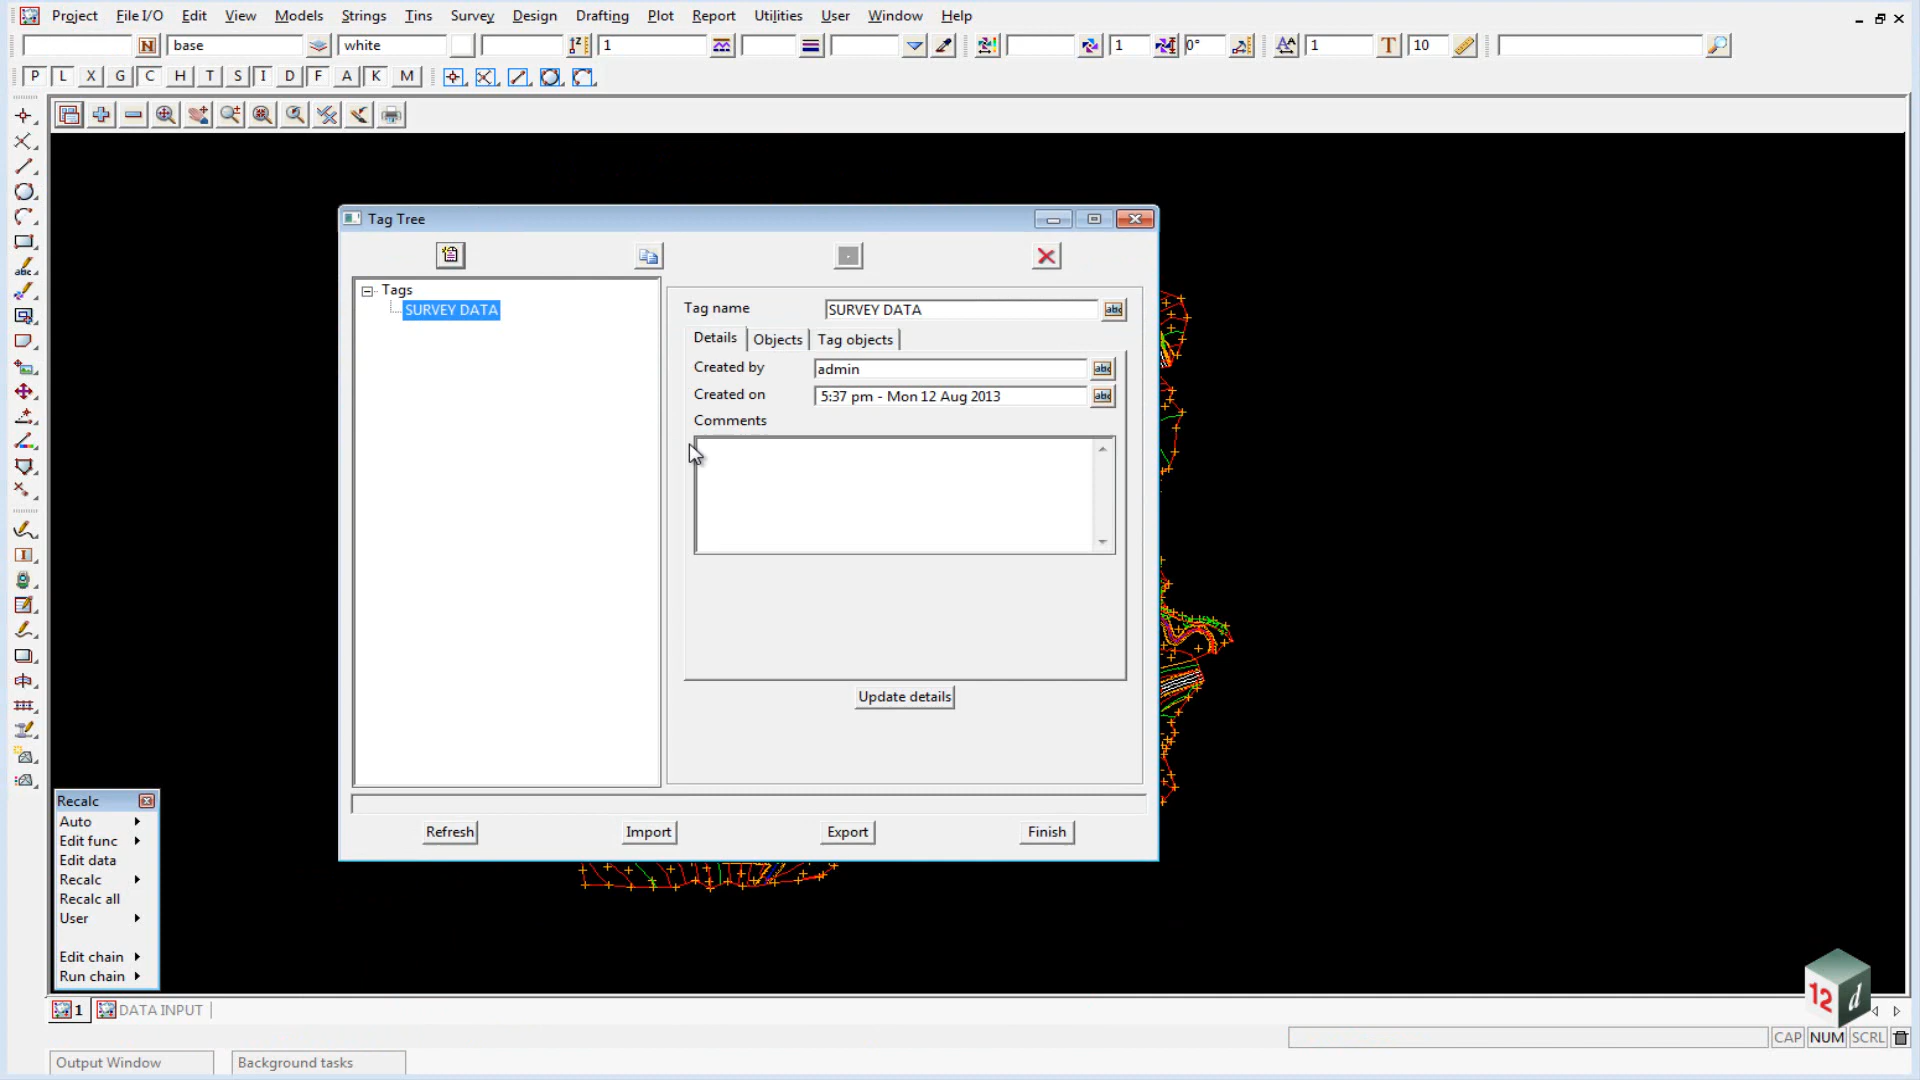 Project File I/O Edit View Models Strings Tins Survey Design Drafting Plot Report Utilities User Window Help
N base white 1 1 0° 1 T 10
P L X G C H T S I D F A K M
Tag Tree
Tags
SURVEY DATA
Tag name SURVEY DATA abc
Details Objects Tag objects
Created by admin abc
Created on 5:37 pm - Mon 12 Aug 2013 abc
Comments
Update details
Refresh Import Export Finish
Recalc
Auto
Edit func
Edit data
Recalc
Recalc all
User
Edit chain
Run chain
12 d
1 DATA INPUT
CAP NUM SCRL
Output Window Background tasks